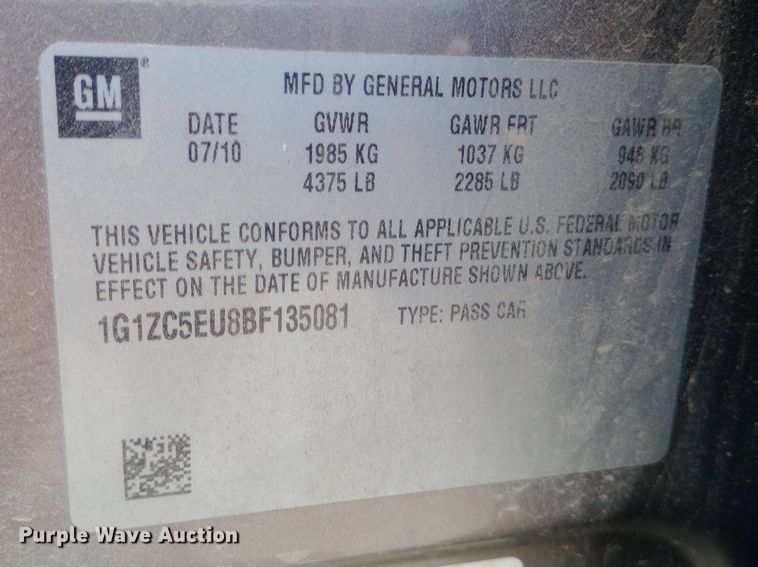 GM®
MFD BY GENERAL MOTORS LLC
DATE GVWR GAWR FRT GAWR RR
07/10 1985 KG 1037 KG 948 KG
4375 LB 2285 LB 2090 LB
THIS VEHICLE CONFORMS TO ALL APPLICABLE U.S. FEDERAL MOTOR
VEHICLE SAFETY, BUMPER, AND THEFT PREVENTION STANDARDS IN
EFFECT ON THE DATE OF MANUFACTURE SHOWN ABOVE.
1G1ZC5EU8BF135081 TYPE: PASS CAR
Purple Wave Auction